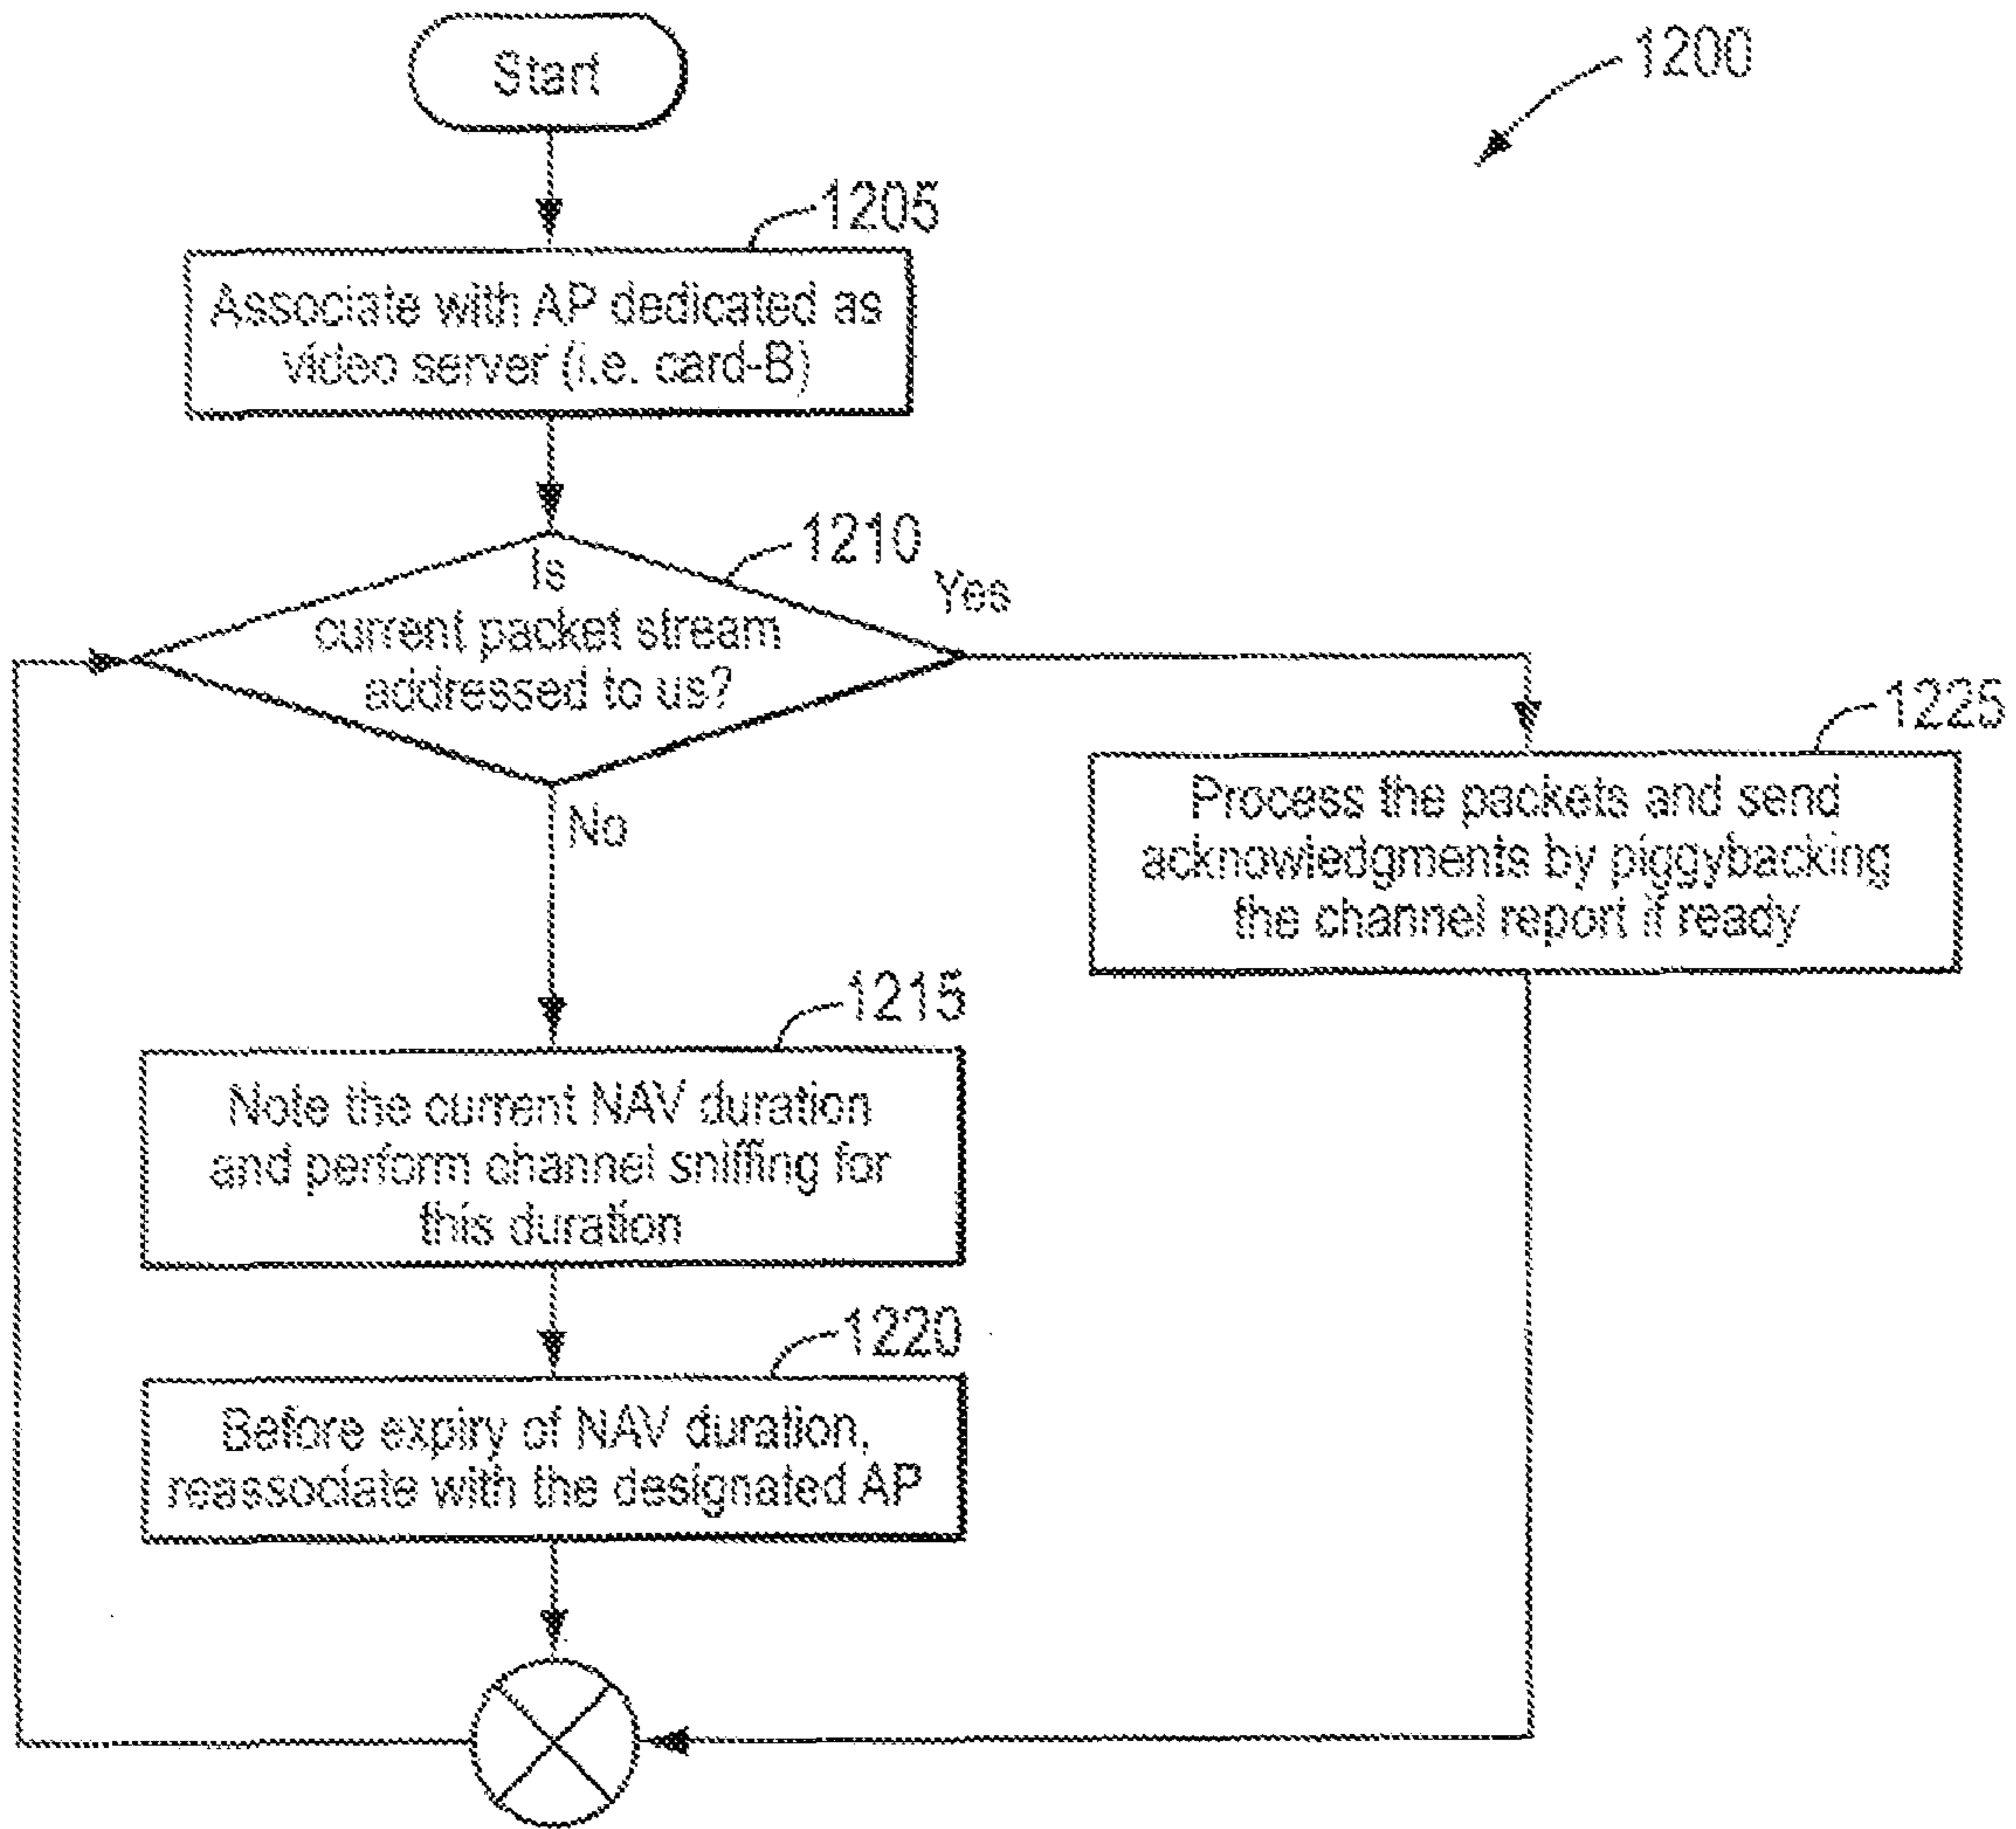 Start
1200
1205
Associate with AP dedicated as
video server (i.e. card-B)
1210
Is
current packet stream
addressed to us?
Yes
No
1225
Process the packets and send
acknowledgments by piggybacking
the channel report if ready
1215
Note the current NAV duration
and perform channel sniffing for
this duration
1220
Before expiry of NAV duration,
reassociate with the designated AP